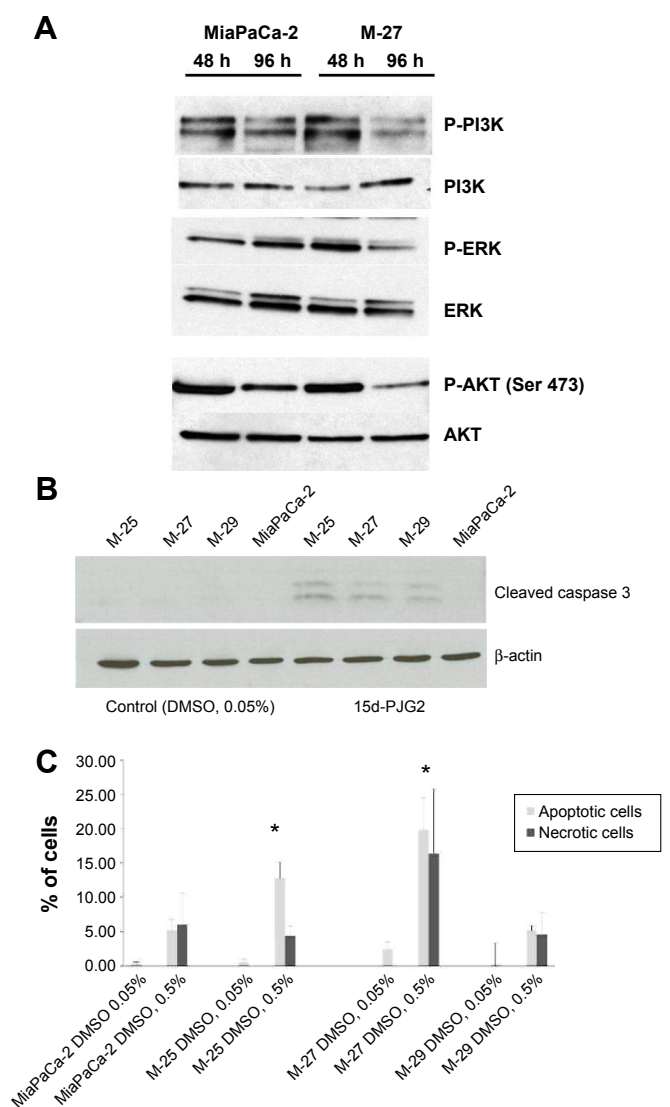 A
MiaPaCa-2 M-27
48 h 96 h 48 h 96 h
P-PI3K
PI3K
P-ERK
ERK
P-AKT (Ser 473)
AKT
B
M-25 M-27 M-29 MiaPaCa-2 M-25 M-27 M-29 MiaPaCa-2
Cleaved caspase 3
β-actin
Control (DMSO, 0.05%) 15d-PJG2
C
% of cells
30.00
25.00
20.00
15.00
10.00
5.00
0.00
*
*
Apoptotic cells
Necrotic cells
MiaPaCa-2 DMSO 0.05%
MiaPaCa-2 DMSO, 0.5%
M-25 DMSO, 0.05%
M-25 DMSO, 0.5%
M-27 DMSO, 0.05%
M-27 DMSO, 0.5%
M-29 DMSO, 0.05%
M-29 DMSO, 0.5%